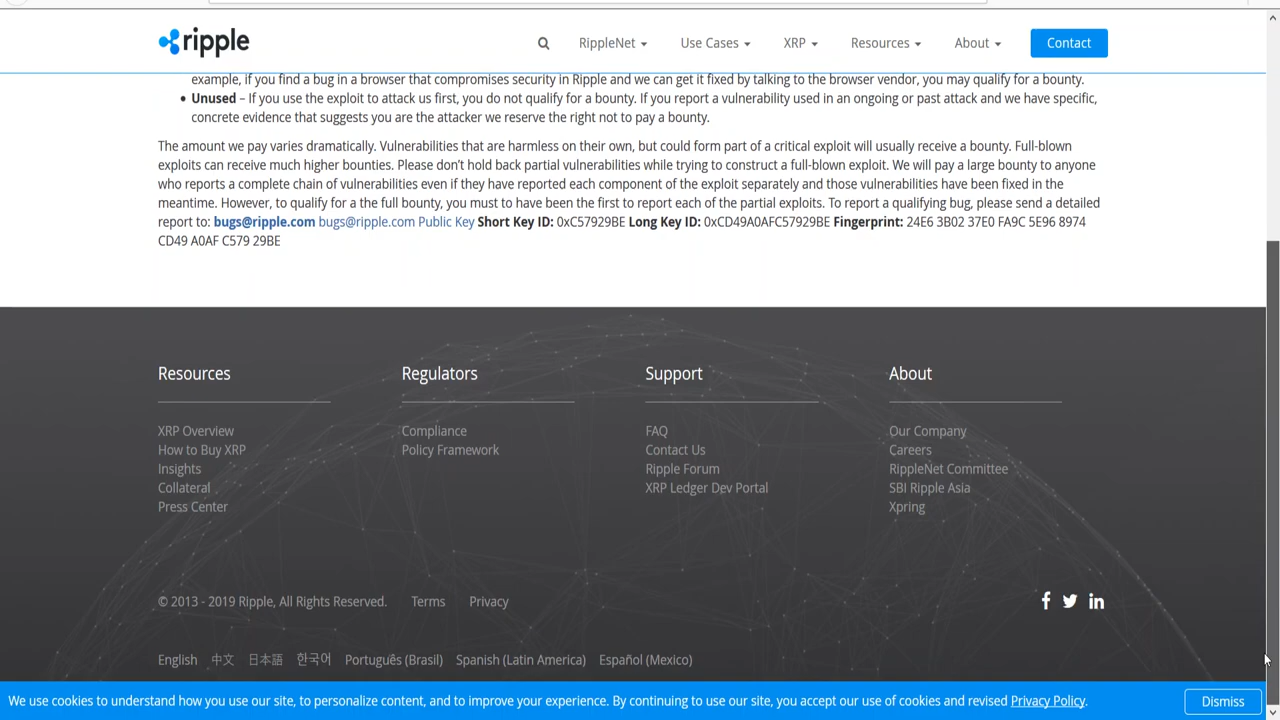 ripple
RippleNet
Use Cases
XRP
Resources
About
Contact
example, if you find a bug in a browser that compromises security in Ripple and we can get it fixed by talking to the browser vendor, you may qualify for a bounty.
• Unused – If you use the exploit to attack us first, you do not qualify for a bounty. If you report a vulnerability used in an ongoing or past attack and we have specific,
concrete evidence that suggests you are the attacker we reserve the right not to pay a bounty.
The amount we pay varies dramatically. Vulnerabilities that are harmless on their own, but could form part of a critical exploit will usually receive a bounty. Full-blown
exploits can receive much higher bounties. Please don't hold back partial vulnerabilities while trying to construct a full-blown exploit. We will pay a large bounty to anyone
who reports a complete chain of vulnerabilities even if they have reported each component of the exploit separately and those vulnerabilities have been fixed in the
meantime. However, to qualify for a the full bounty, you must to have been the first to report each of the partial exploits. To report a qualifying bug, please send a detailed
report to: bugs@ripple.com bugs@ripple.com Public Key Short Key ID: 0xC57929BE Long Key ID: 0xCD49A0AFC57929BE Fingerprint: 24E6 3B02 37E0 FA9C 5E96 8974
CD49 A0AF C579 29BE
Resources
XRP Overview
How to Buy XRP
Insights
Collateral
Press Center
Regulators
Compliance
Policy Framework
Support
FAQ
Contact Us
Ripple Forum
XRP Ledger Dev Portal
About
Our Company
Careers
RippleNet Committee
SBI Ripple Asia
Xpring
© 2013 - 2019 Ripple, All Rights Reserved. Terms Privacy
English 中文 日本語 한국어 Português (Brasil) Spanish (Latin America) Español (Mexico)
We use cookies to understand how you use our site, to personalize content, and to improve your experience. By continuing to use our site, you accept our use of cookies and revised Privacy Policy.
Dismiss